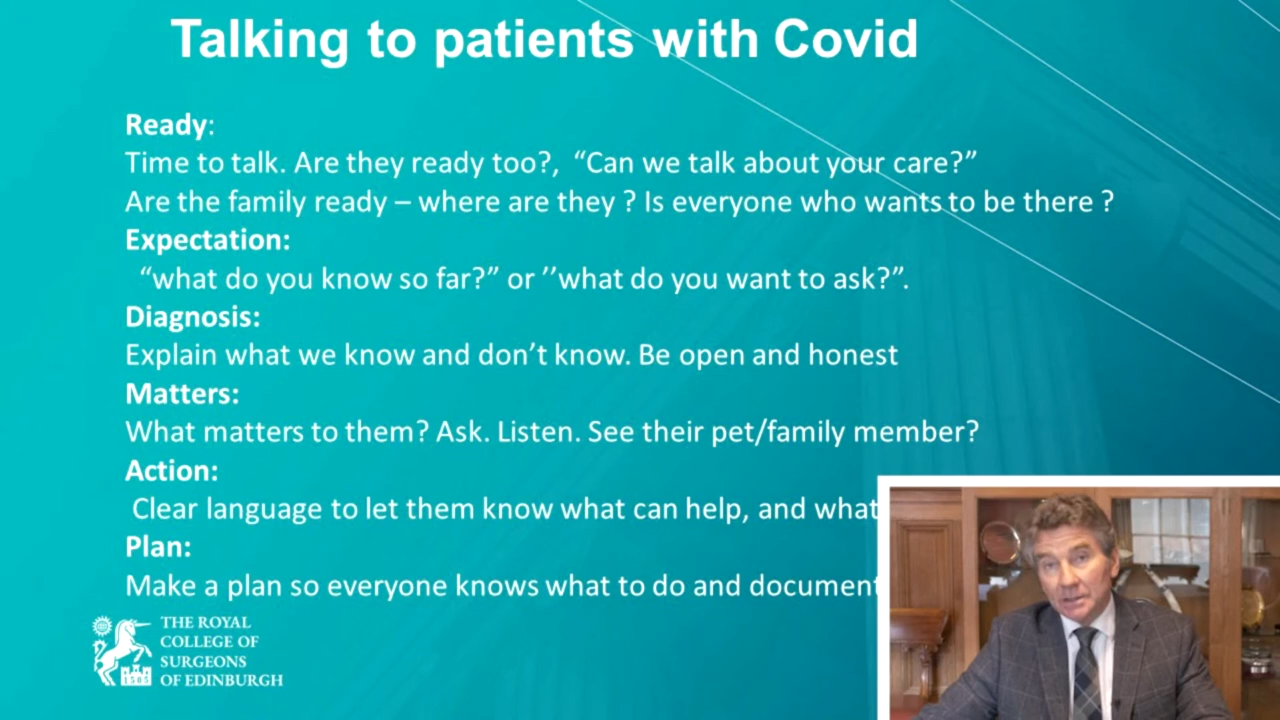 Talking to patients with Covid
Ready:
Time to talk. Are they ready too?, “Can we talk about your care?”
Are the family ready – where are they ? Is everyone who wants to be there ?
Expectation:
“what do you know so far?” or ’’what do you want to ask?”.
Diagnosis:
Explain what we know and don’t know. Be open and honest
Matters:
What matters to them? Ask. Listen. See their pet/family member?
Action:
Clear language to let them know what can help, and what
Plan:
Make a plan so everyone knows what to do and document
THE ROYAL
COLLEGE OF
SURGEONS
OF EDINBURGH